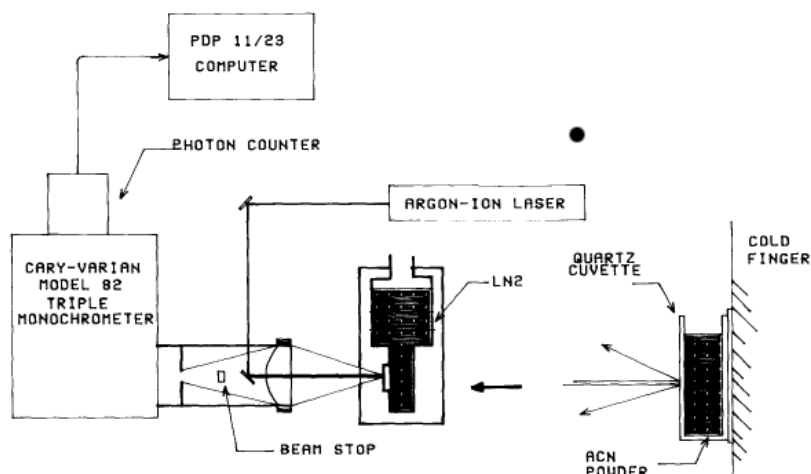 PDP 11/23
COMPUTER
PHOTON COUNTER
ARGON-ION LASER
CARY-VARIAN
MODEL 82
TRIPLE
MONOCHROMETER
LN2
QUARTZ
CUVETTE
COLD
FINGER
BEAM STOP
ACN
POWDER